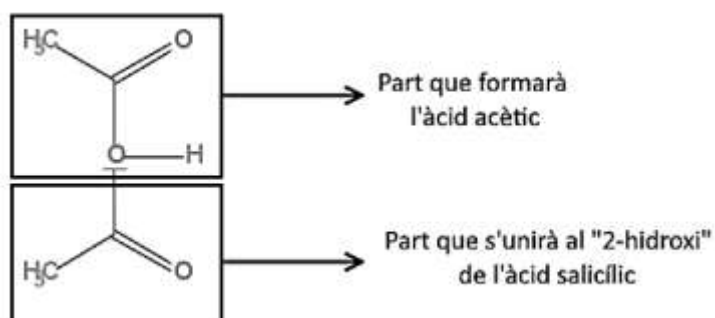 H₃C
O
Part que formarà
l'àcid acètic
O
H
Part que s'unirà al "2-hidroxi"
de l'àcid salicílic
H₃C
O